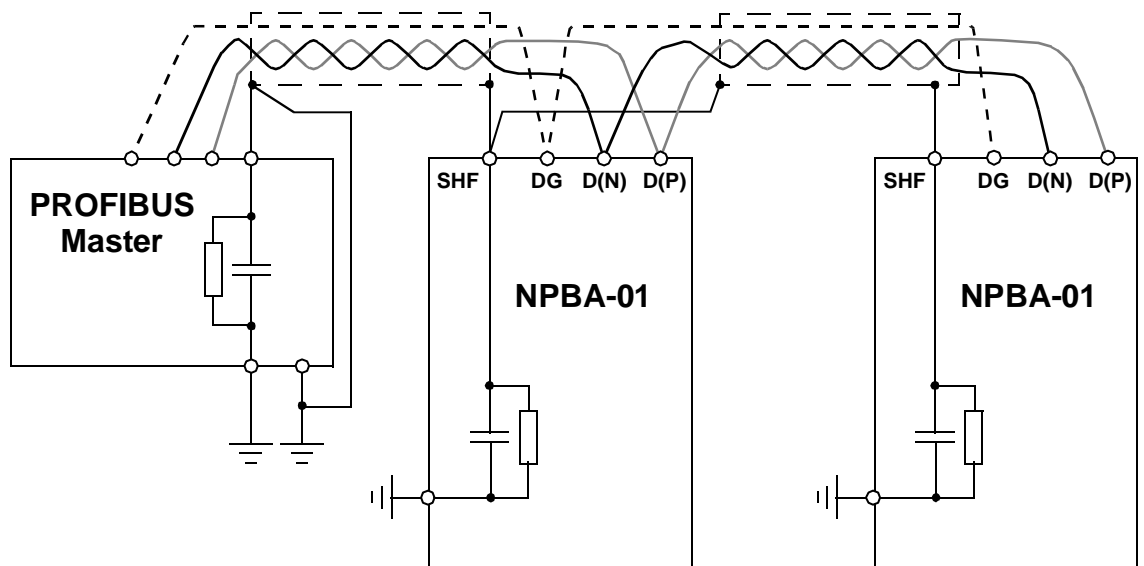 SHF DG D(N) D(P)
SHF DG D(N) D(P)
PROFIBUS
Master
NPBA-01
NPBA-01